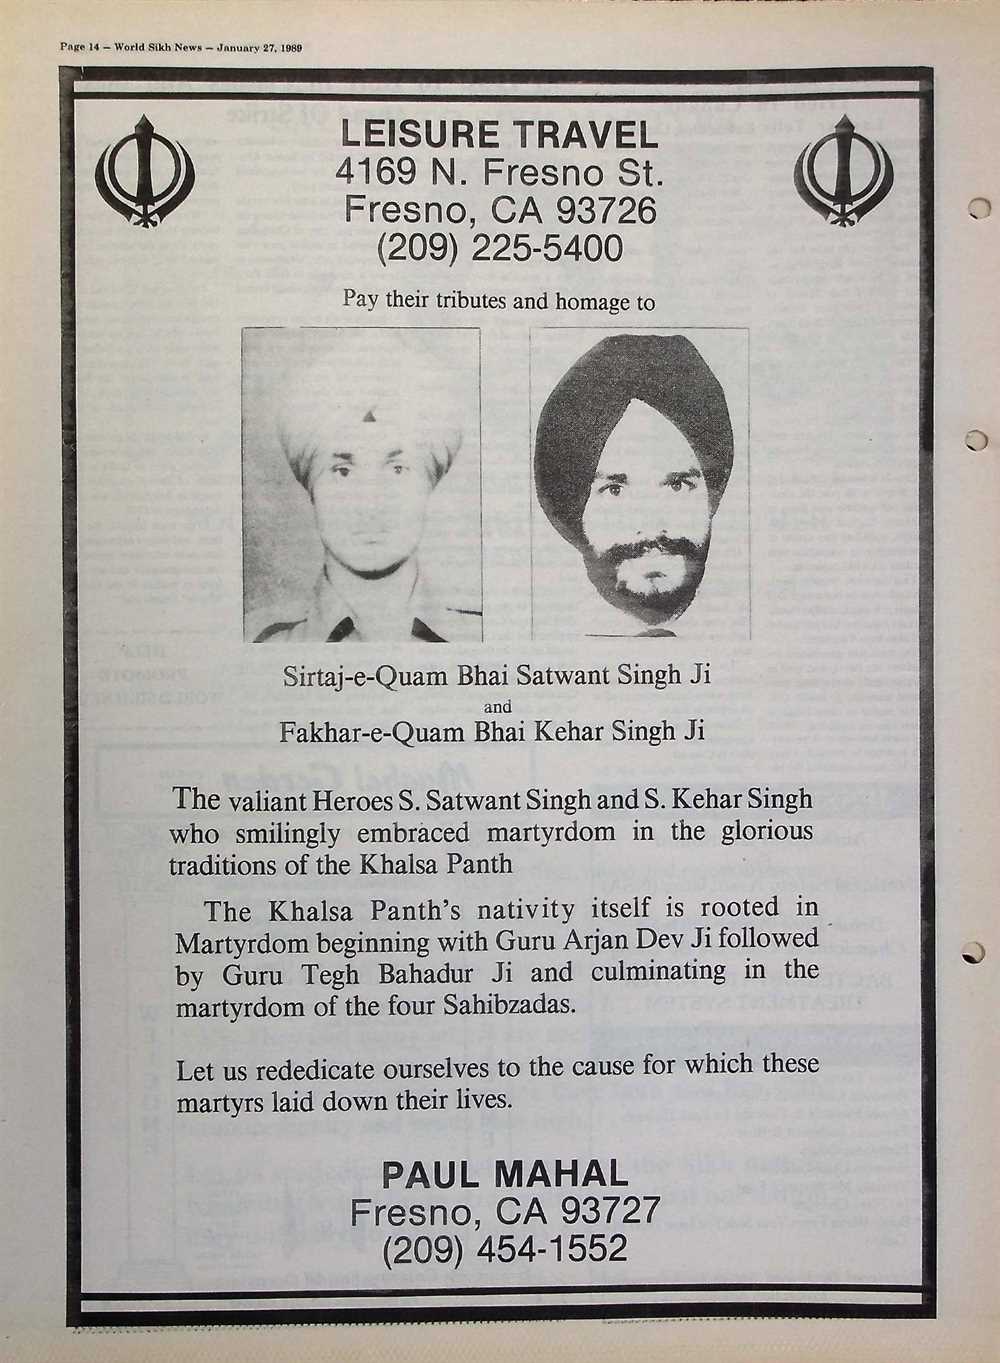 Page 14 — World Sikh News — January 27, 1989
LEISURE TRAVEL
4169 N. Fresno St.
Fresno, CA 93726
(209) 225-5400
Pay their tributes and homage to
Sirtaj-e-Quam Bhai Satwant Singh Ji
and
Fakhar-e-Quam Bhai Kehar Singh Ji
The valiant Heroes S. Satwant Singh and S. Kehar Singh
who smilingly embraced martyrdom in the glorious
traditions of the Khalsa Panth
The Khalsa Panth's nativity itself is rooted in
Martyrdom beginning with Guru Arjan Dev Ji followed
by Guru Tegh Bahadur Ji and culminating in the
martyrdom of the four Sahibzadas.
Let us rededicate ourselves to the cause for which these
martyrs laid down their lives.
PAUL MAHAL
Fresno, CA 93727
(209) 454-1552